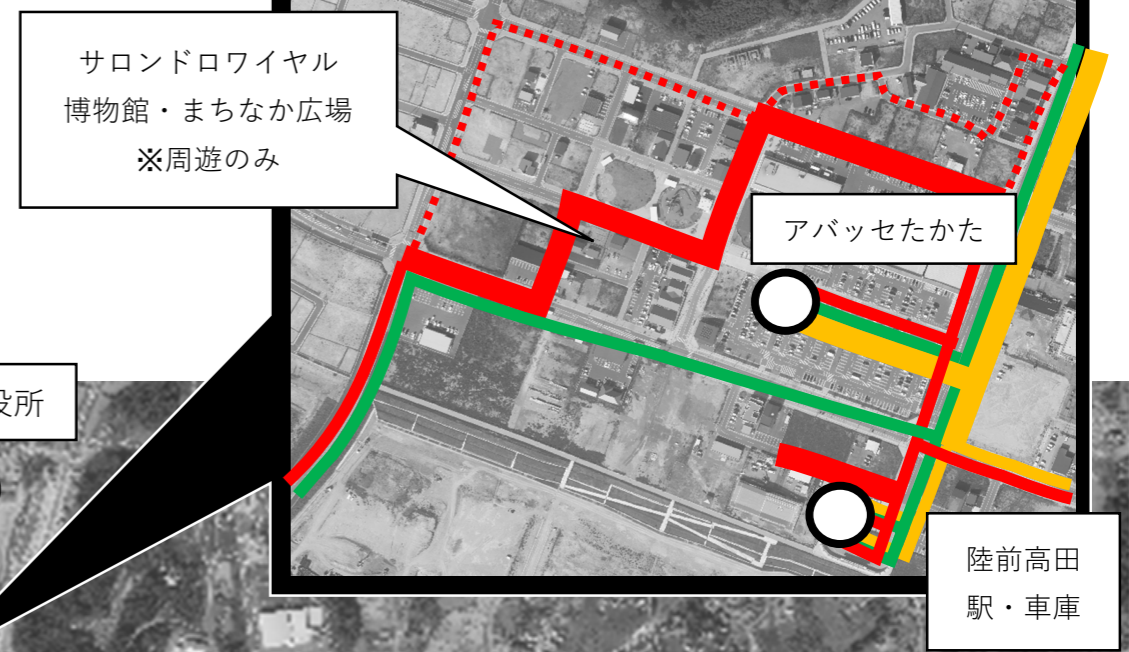 サロンドロワイヤル
博物館・まちなか広場
※周遊のみ
アバッセたかた
役所
陸前高田
駅・車庫